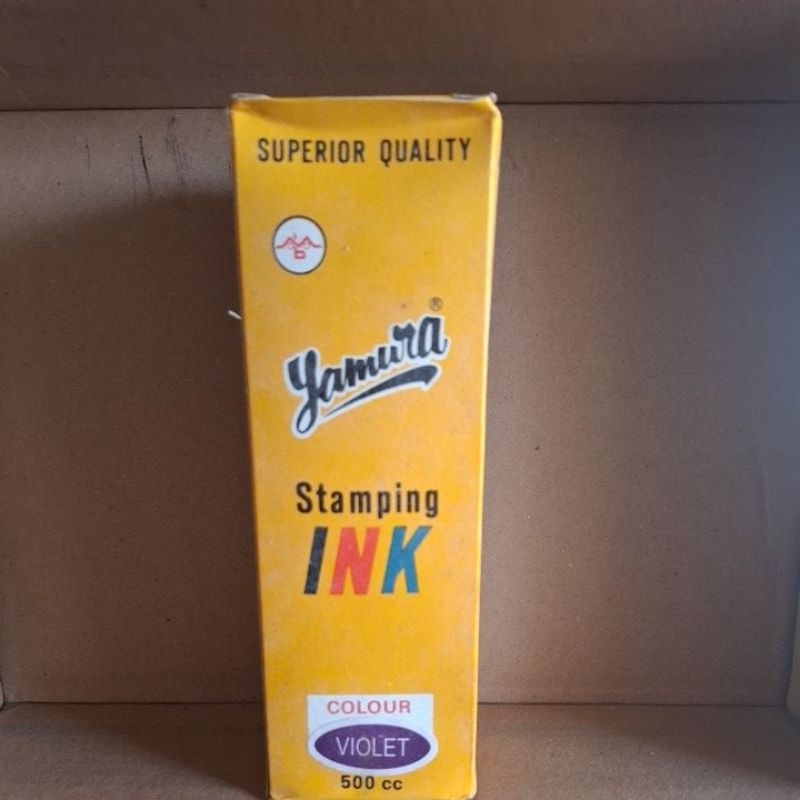 SUPERIOR QUALITY
yamura®
Stamping
INK
COLOUR
VIOLET
500 cc